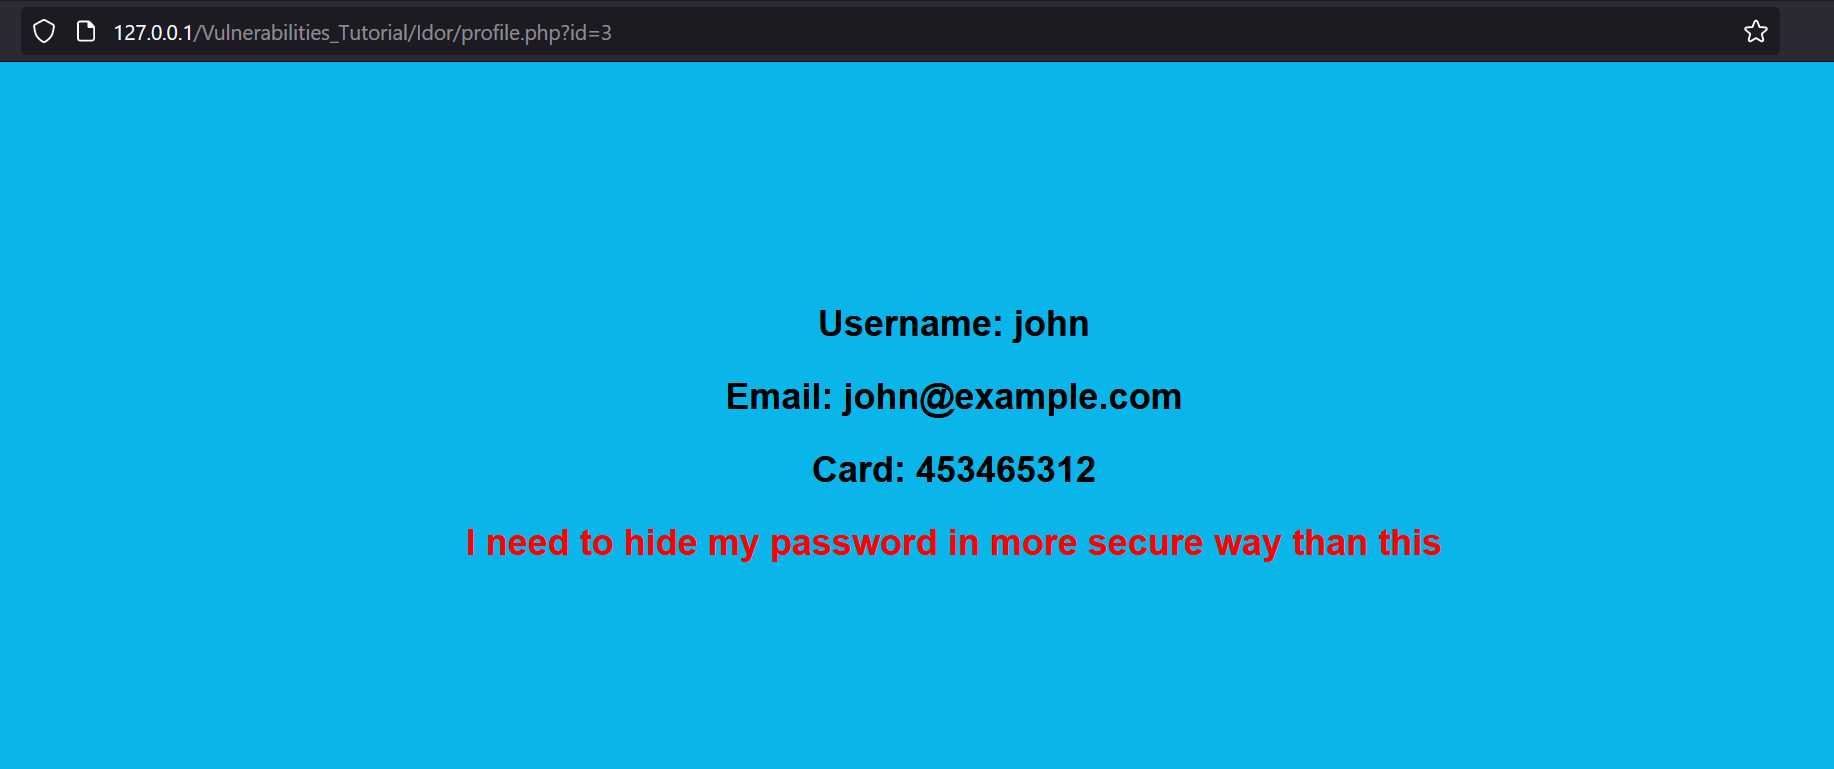 127.0.0.1/Vulnerabilities_Tutorial/Idor/profile.php?id=3
Username: john
Email: john@example.com
Card: 453465312
I need to hide my password in more secure way than this